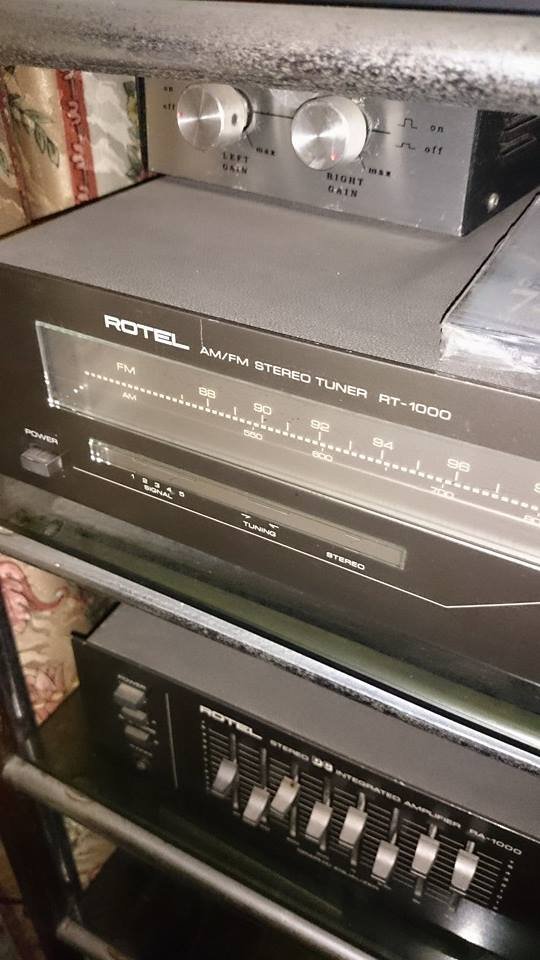 on
off
max
LEFT
GAIN
max
RIGHT
GAIN
on
off
ROTEL AM/FM STEREO TUNER RT-1000
FM 88 90 92 94 96
AM 550 600 700
POWER
1 2 3 4 5
SIGNAL
TUNING
STEREO
POWER
ROTEL STEREO INTEGRATED AMPLIFIER RA-1000